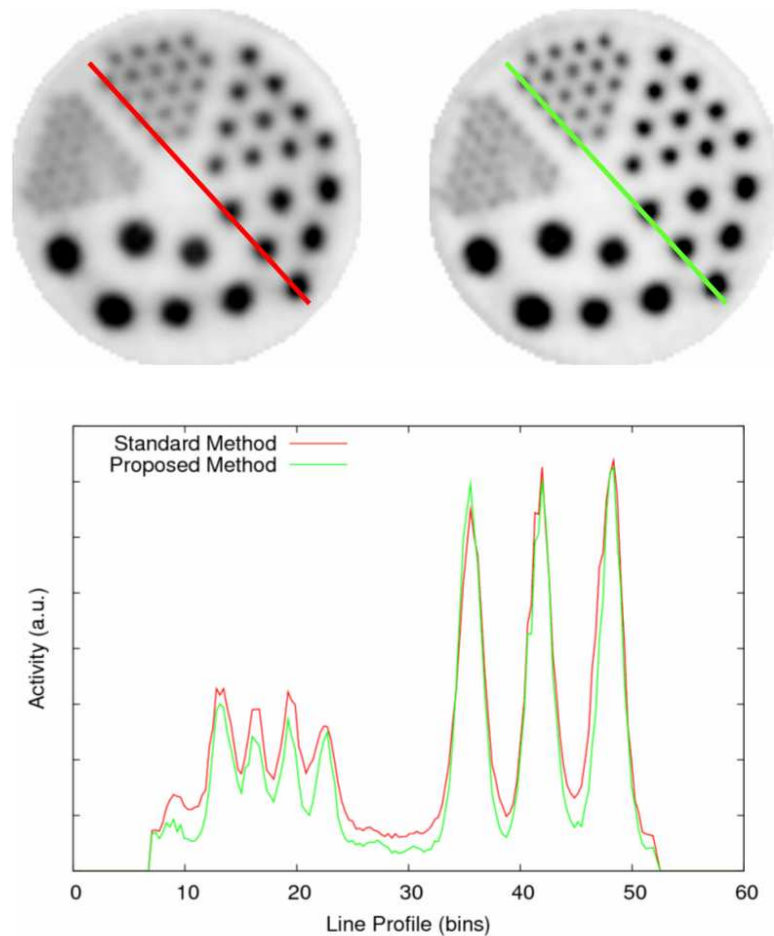 Standard Method
Proposed Method
Activity (a.u.)
0 10 20 30 40 50 60
Line Profile (bins)